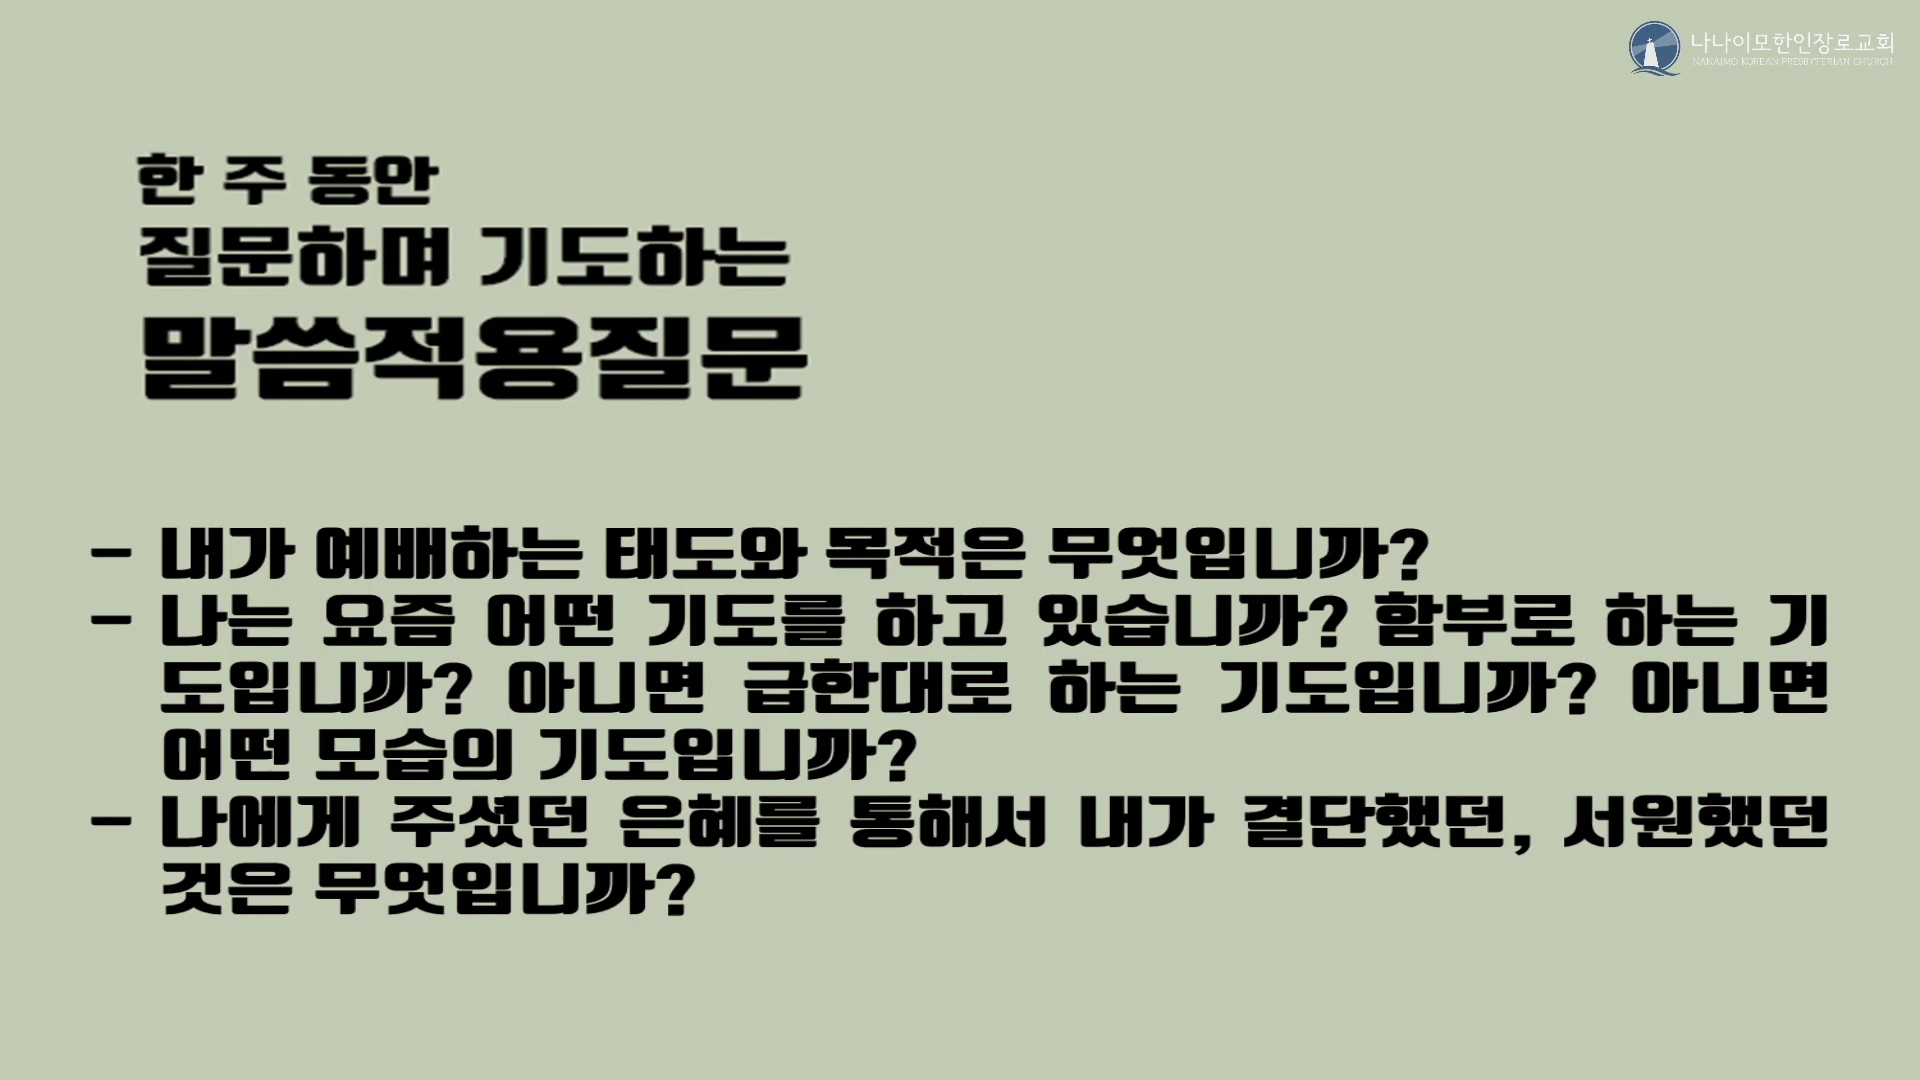 나나이모한인장로교회
NANAIMO KOREAN PRESBYTERIAN CHURCH
한 주 동안
질문하며 기도하는
말씀적용질문
- 내가 예배하는 태도와 목적은 무엇입니까?
- 나는 요즘 어떤 기도를 하고 있습니까? 함부로 하는 기
도입니까? 아니면 급한대로 하는 기도입니까? 아니면
어떤 모습의 기도입니까?
- 나에게 주셨던 은혜를 통해서 내가 결단했던, 서원했던
것은 무엇입니까?